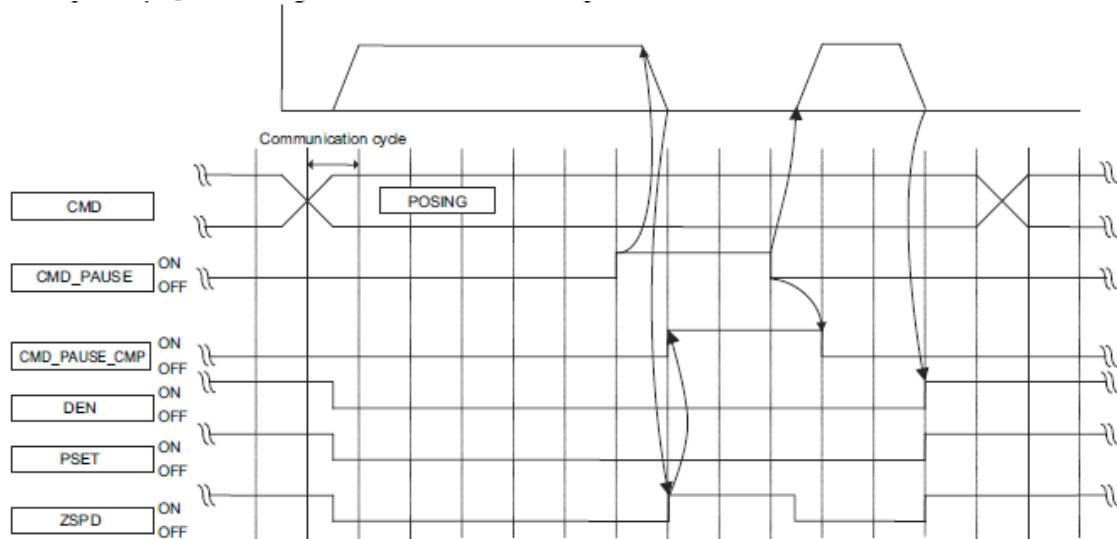 Communication cycle
CMD
POSING
CMD_PAUSE
ON
OFF
CMD_PAUSE_CMP
ON
OFF
DEN
ON
OFF
PSET
ON
OFF
ZSPD
ON
OFF